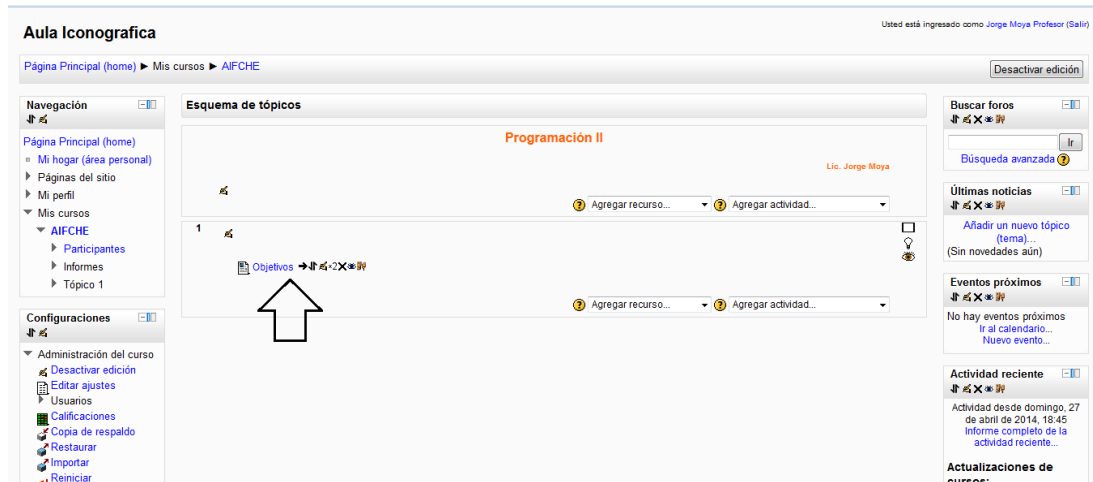 Aula Iconografica
Usted está ingresado como Jorge Moya Profesor (Salir)
Página Principal (home) ► Mis cursos ► AIFCHE
Desactivar edición
Navegación
Página Principal (home)
Mi hogar (área personal)
Páginas del sitio
Mi perfil
Mis cursos
AIFCHE
Participantes
Informes
Tópico 1
Configuraciones
Administración del curso
Desactivar edición
Editar ajustes
Usuarios
Calificaciones
Copia de respaldo
Restaurar
Importar
Reiniciar
Esquema de tópicos
Programación II
Lic. Jorge Moya
Agregar recurso... Agregar actividad...
1
Objetivos
Agregar recurso... Agregar actividad...
Buscar foros
Ir
Búsqueda avanzada
Últimas noticias
Añadir un nuevo tópico
(tema)...
(Sin novedades aún)
Eventos próximos
No hay eventos próximos
Ir al calendario...
Nuevo evento...
Actividad reciente
Actividad desde domingo, 27
de abril de 2014, 18:45
Informe completo de la
actividad reciente...
Actualizaciones de
cursos: